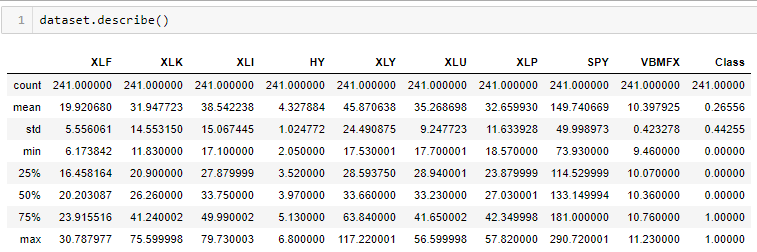 1 dataset.describe()
XLF XLK XLI HY XLY XLU XLP SPY VBMFX Class
count 241.000000 241.000000 241.000000 241.000000 241.000000 241.000000 241.000000 241.000000 241.000000 241.00000
mean 19.920680 31.947723 38.542238 4.327884 45.870638 35.268698 32.659930 149.740669 10.397925 0.26556
std 5.556061 14.553150 15.067445 1.024772 24.490875 9.247723 11.633928 49.998973 0.423278 0.44255
min 6.173842 11.830000 17.100000 2.050000 17.530001 17.700001 18.570000 73.930000 9.460000 0.00000
25% 16.458164 20.900000 27.879999 3.520000 28.593750 28.940001 23.879999 114.529999 10.070000 0.00000
50% 20.203087 26.260000 33.750000 3.970000 33.660000 33.230000 27.030001 133.149994 10.360000 0.00000
75% 23.915516 41.240002 49.990002 5.130000 63.840000 41.650002 42.349998 181.000000 10.760000 1.00000
max 30.787977 75.599998 79.730003 6.800000 117.220001 56.599998 57.820000 290.720001 11.230000 1.00000